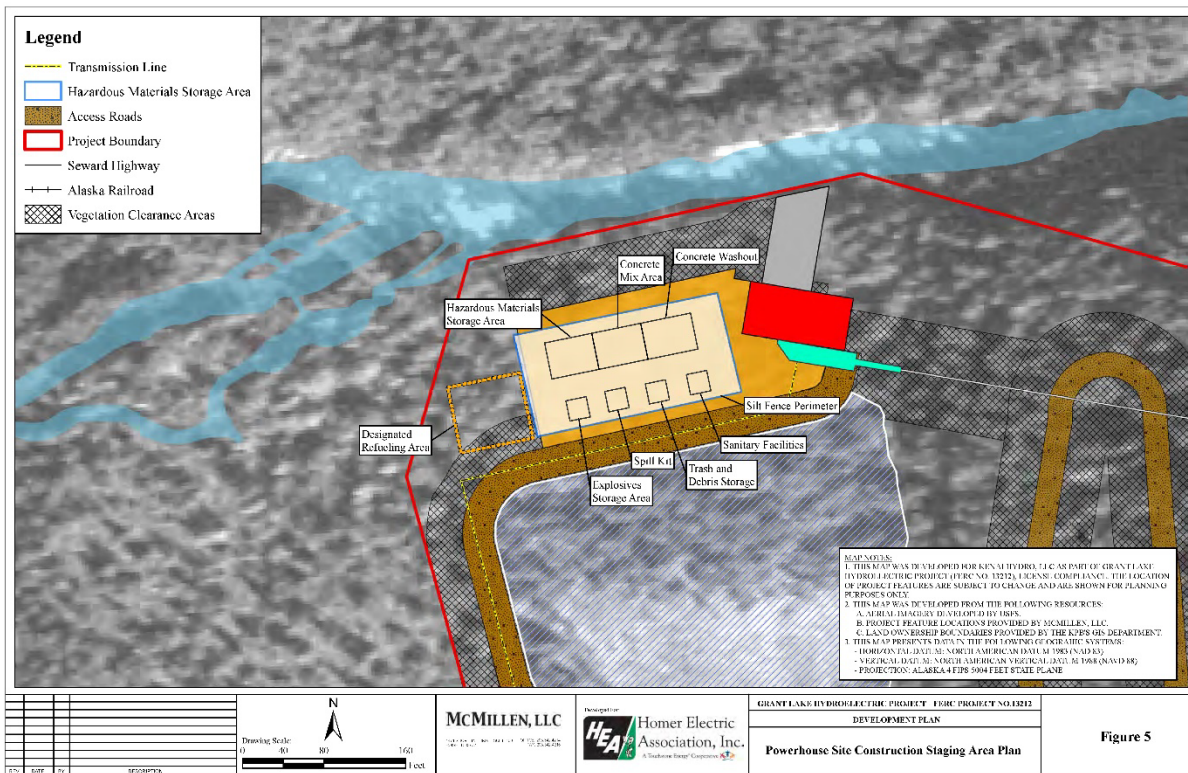 Legend
Transmission Line
Hazardous Materials Storage Area
Access Roads
Project Boundary
Seward Highway
Alaska Railroad
Vegetation Clearance Areas
Concrete
Mix Area
Concrete Washout
Hazardous Materials
Storage Area
Silt Fence Perimeter
Designated
Refueling Area
Sanitary Facilities
Spill Kit
Trash and
Debris Storage
Explosives
Storage Area
MAP NOTES:
1. THIS MAP WAS DEVELOPED FOR KENAI HYDRO, LLC AS PART OF GRANT LAKE
HYDROELECTRIC PROJECT (FERC NO. 13212), LICENSE COMPLIANCE. THE LOCATION
OF PROJECT FEATURES ARE SUBJECT TO CHANGE AND ARE SHOWN FOR PLANNING
PURPOSES ONLY.
2. THIS MAP WAS DEVELOPED FROM THE FOLLOWING RESOURCES:
A. AERIAL IMAGERY DEVELOPED BY USFS.
B. PROJECT FEATURE LOCATIONS PROVIDED BY MCMILLEN, LLC.
C. LAND OWNERSHIP BOUNDARIES PROVIDED BY THE KPB'S GIS DEPARTMENT.
3. THIS MAP PRESENTS DATA IN THE FOLLOWING GEOGRAPHIC SYSTEMS:
- HORIZONTAL DATUM: NORTH AMERICAN DATUM 1983 (NAD 83)
- VERTICAL DATUM: NORTH AMERICAN VERTICAL DATUM 1988 (NAVD 88)
- PROJECTION: ALASKA 4 FIPS 5004 FEET STATE PLANE
REV DATE BY DESCRIPTION
N
Drawing Scale:
0 40 80 160
Feet
MCMILLEN, LLC
Developed for:
HEA
Homer Electric
Association, Inc.
A Touchstone Energy Cooperative
GRANT LAKE HYDROELECTRIC PROJECT FERC PROJECT NO.13212
DEVELOPMENT PLAN
Powerhouse Site Construction Staging Area Plan
Figure 5